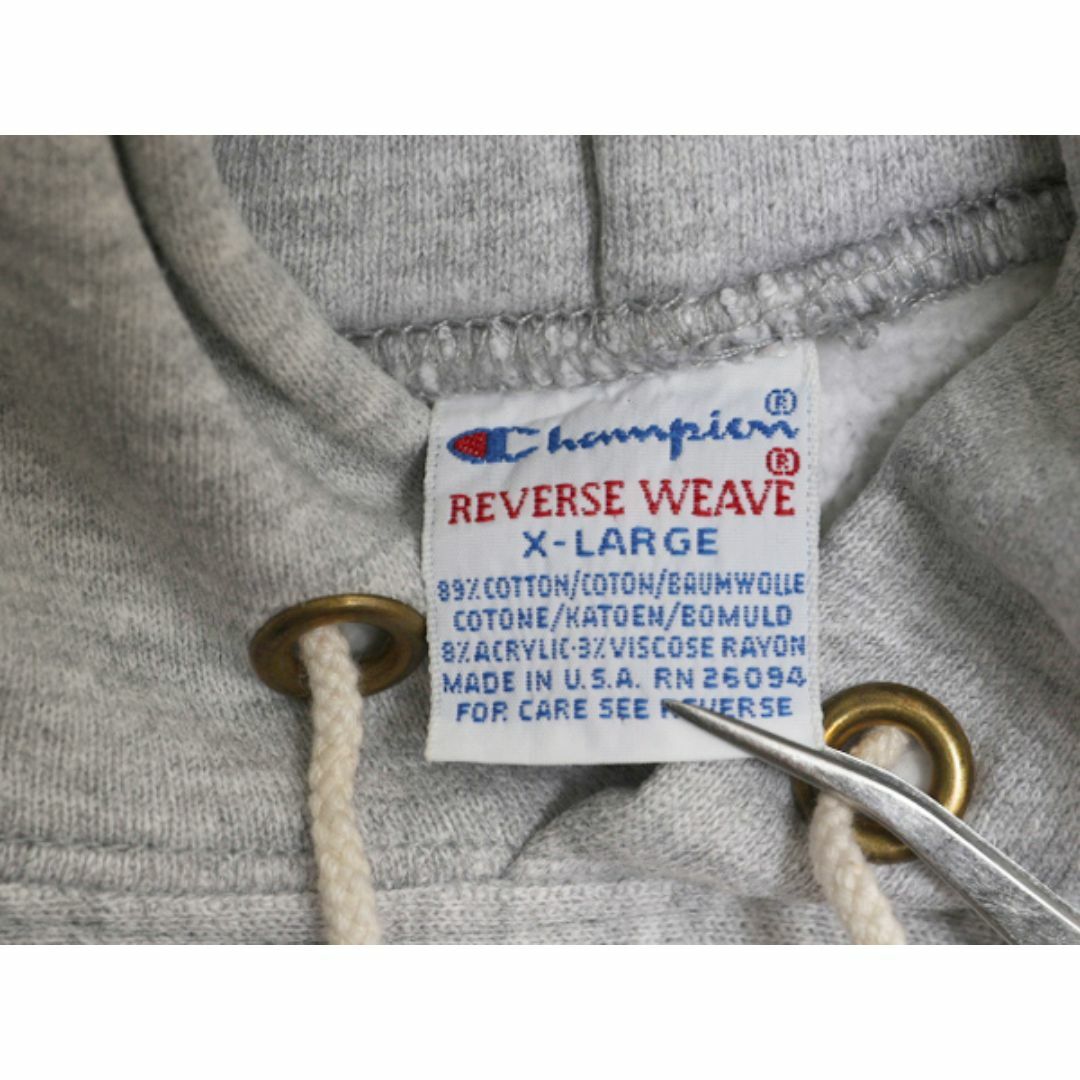 Champion®
REVERSE WEAVE®
X-LARGE
89% COTTON/COTON/BAUMWOLLE
COTONE/KATOEN/BOMULD
8% ACRYLIC·3% VISCOSE RAYON
MADE IN U.S.A. RN 26094
FOR CARE SEE REVERSE